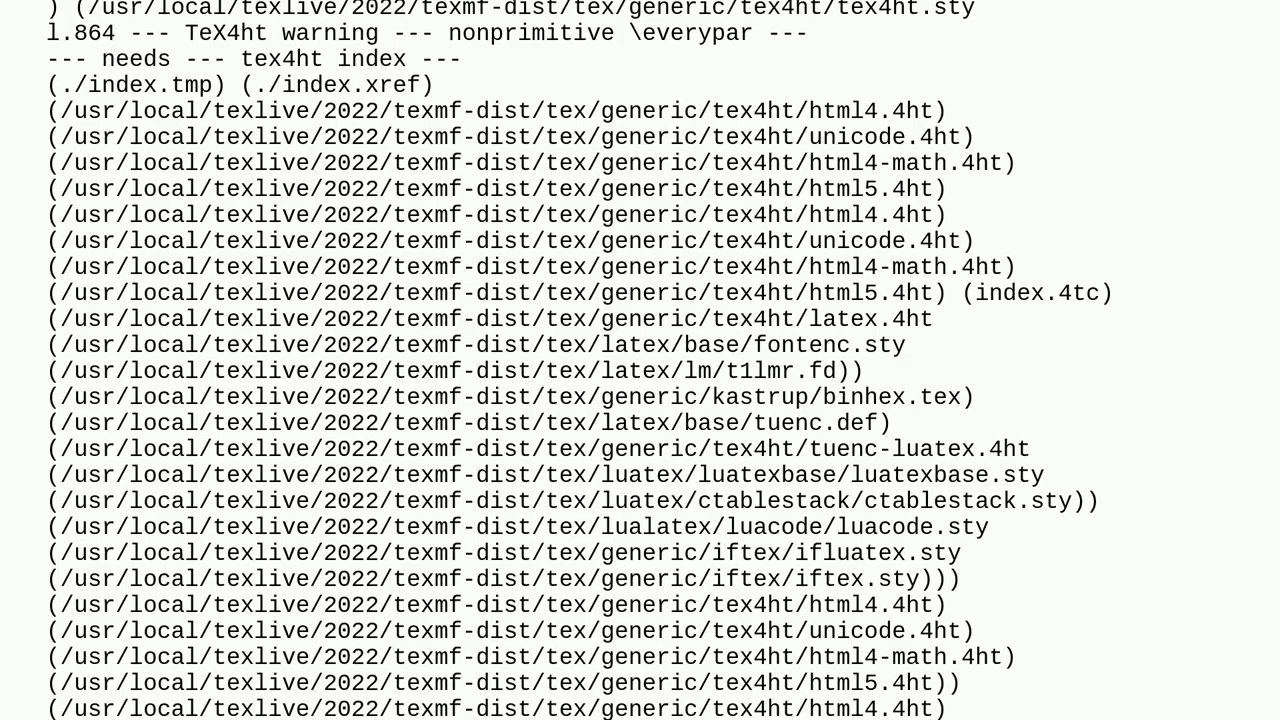 ) (/usr/local/texlive/2022/texmf-dist/tex/generic/tex4ht/tex4ht.sty
l.864 --- TeX4ht warning --- nonprimitive \everypar ---
--- needs --- tex4ht index ---
(./index.tmp) (./index.xref)
(/usr/local/texlive/2022/texmf-dist/tex/generic/tex4ht/html4.4ht)
(/usr/local/texlive/2022/texmf-dist/tex/generic/tex4ht/unicode.4ht)
(/usr/local/texlive/2022/texmf-dist/tex/generic/tex4ht/html4-math.4ht)
(/usr/local/texlive/2022/texmf-dist/tex/generic/tex4ht/html5.4ht)
(/usr/local/texlive/2022/texmf-dist/tex/generic/tex4ht/html4.4ht)
(/usr/local/texlive/2022/texmf-dist/tex/generic/tex4ht/unicode.4ht)
(/usr/local/texlive/2022/texmf-dist/tex/generic/tex4ht/html4-math.4ht)
(/usr/local/texlive/2022/texmf-dist/tex/generic/tex4ht/html5.4ht) (index.4tc)
(/usr/local/texlive/2022/texmf-dist/tex/generic/tex4ht/latex.4ht
(/usr/local/texlive/2022/texmf-dist/tex/latex/base/fontenc.sty
(/usr/local/texlive/2022/texmf-dist/tex/latex/lm/t1lmr.fd))
(/usr/local/texlive/2022/texmf-dist/tex/generic/kastrup/binhex.tex)
(/usr/local/texlive/2022/texmf-dist/tex/latex/base/tuenc.def)
(/usr/local/texlive/2022/texmf-dist/tex/generic/tex4ht/tuenc-luatex.4ht
(/usr/local/texlive/2022/texmf-dist/tex/luatex/luatexbase/luatexbase.sty
(/usr/local/texlive/2022/texmf-dist/tex/luatex/ctablestack/ctablestack.sty))
(/usr/local/texlive/2022/texmf-dist/tex/lualatex/luacode/luacode.sty
(/usr/local/texlive/2022/texmf-dist/tex/generic/iftex/ifluatex.sty
(/usr/local/texlive/2022/texmf-dist/tex/generic/iftex/iftex.sty)))
(/usr/local/texlive/2022/texmf-dist/tex/generic/tex4ht/html4.4ht)
(/usr/local/texlive/2022/texmf-dist/tex/generic/tex4ht/unicode.4ht)
(/usr/local/texlive/2022/texmf-dist/tex/generic/tex4ht/html4-math.4ht)
(/usr/local/texlive/2022/texmf-dist/tex/generic/tex4ht/html5.4ht))
(/usr/local/texlive/2022/texmf-dist/tex/generic/tex4ht/html4.4ht)